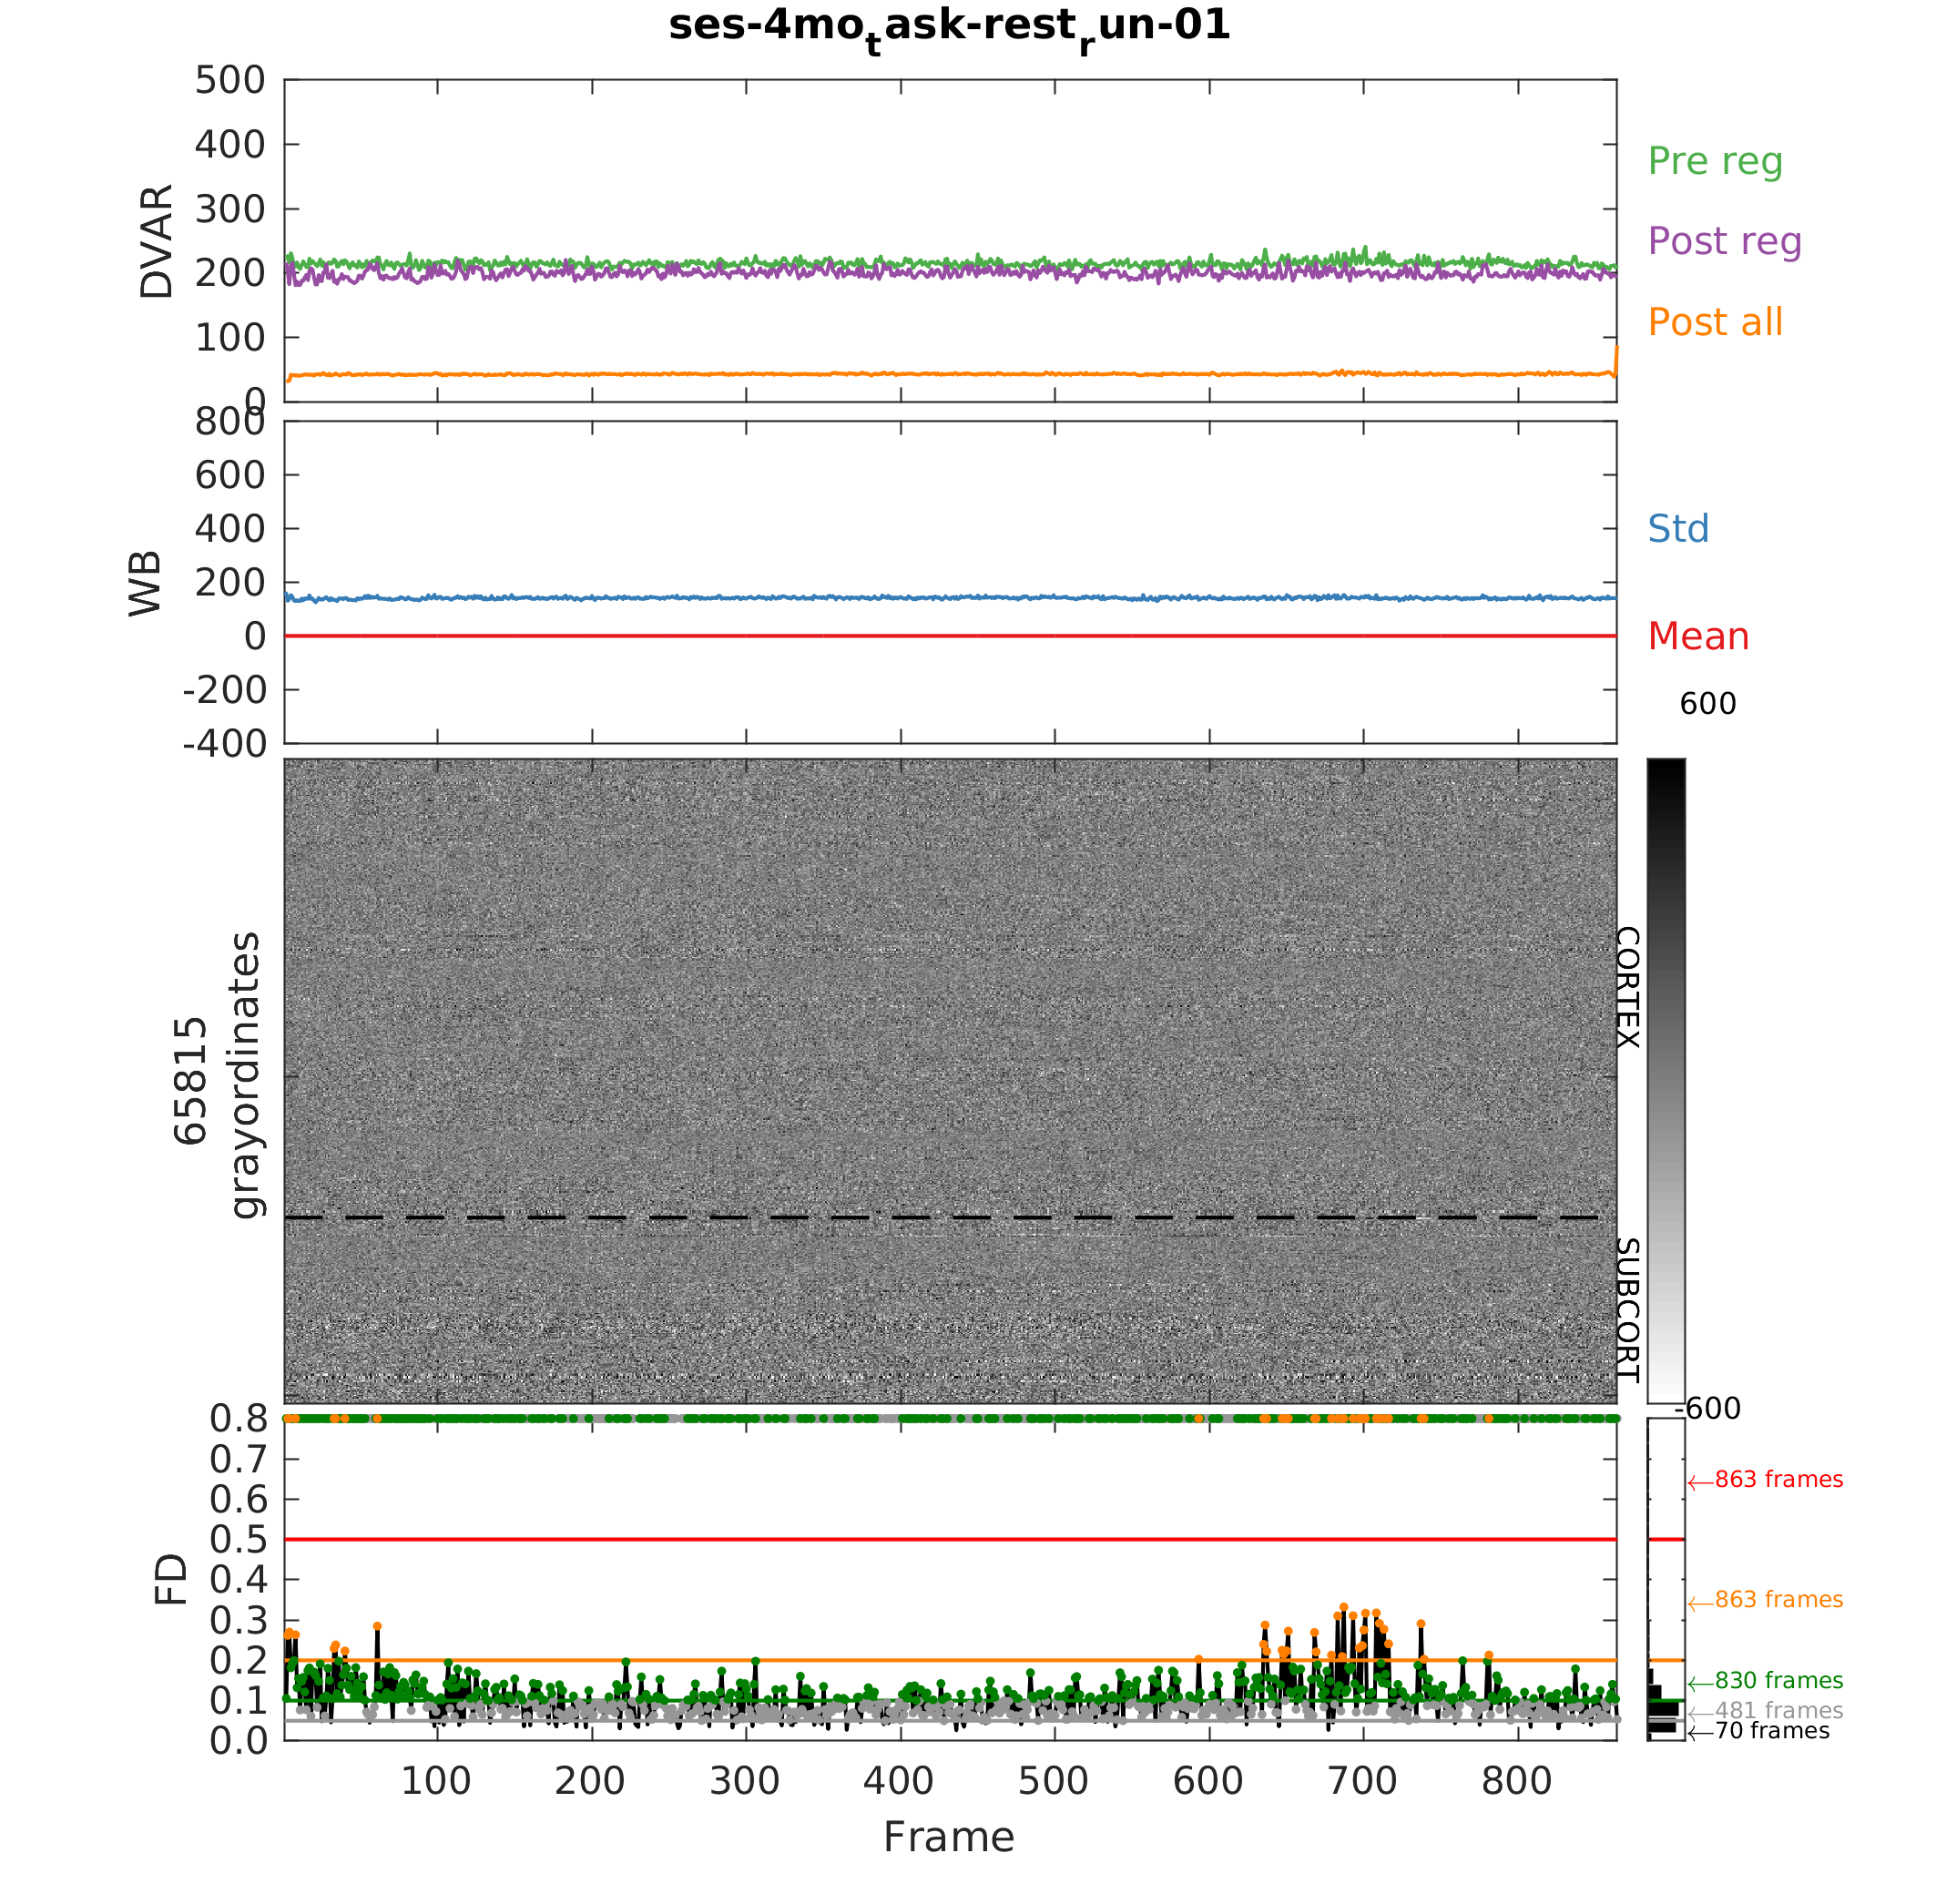 ses-4mo_task-rest_run-01
500
400
300
200
100
0
DVAR
Pre reg
Post reg
Post all
800
600
400
200
0
-200
-400
WB
Std
Mean
600
65815
grayordinates
CORTEX
SUBCORT
-600
0.8
0.7
0.6
0.5
0.4
0.3
0.2
0.1
0.0
FD
←863 frames
←863 frames
←830 frames
←481 frames
←70 frames
100 200 300 400 500 600 700 800
Frame